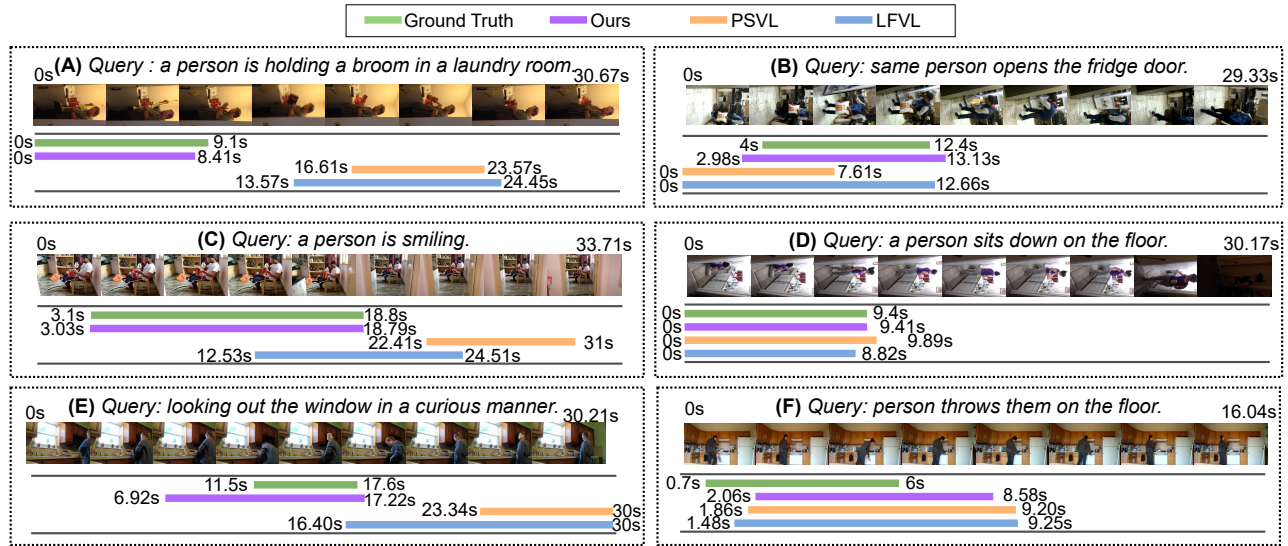 Ground Truth Ours PSVL LFVL
(A) Query : a person is holding a broom in a laundry room.
0s 30.67s
0s 9.1s
0s 8.41s
16.61s 23.57s
13.57s 24.45s
(B) Query: same person opens the fridge door.
0s 29.33s
4s 12.4s
2.98s 13.13s
0s 7.61s
0s 12.66s
(C) Query: a person is smiling.
0s 33.71s
3.1s 18.8s
3.03s 18.79s
22.41s 31s
12.53s 24.51s
(D) Query: a person sits down on the floor.
0s 30.17s
0s 9.4s
0s 9.41s
0s 9.89s
0s 8.82s
(E) Query: looking out the window in a curious manner.
0s 30.21s
11.5s 17.6s
6.92s 17.22s
23.34s 30s
16.40s 30s
(F) Query: person throws them on the floor.
0s 16.04s
0.7s 6s
2.06s 8.58s
1.86s 9.20s
1.48s 9.25s